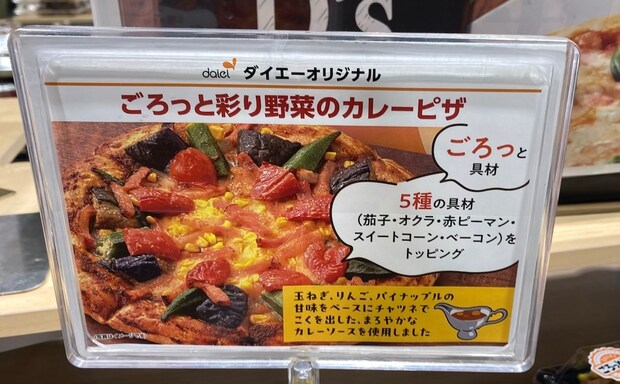 D's
daiei ダイエーオリジナル
ごろっと彩り野菜のカレーピザ
ごろっと
具材
5種の具材
(茄子・オクラ・赤ピーマン・
スイートコーン・ベーコン)を
トッピング
玉ねぎ、りんご、パイナップルの
甘味をベースにチャツネで
こくを出した、まろやかな
カレーソースを使用しました